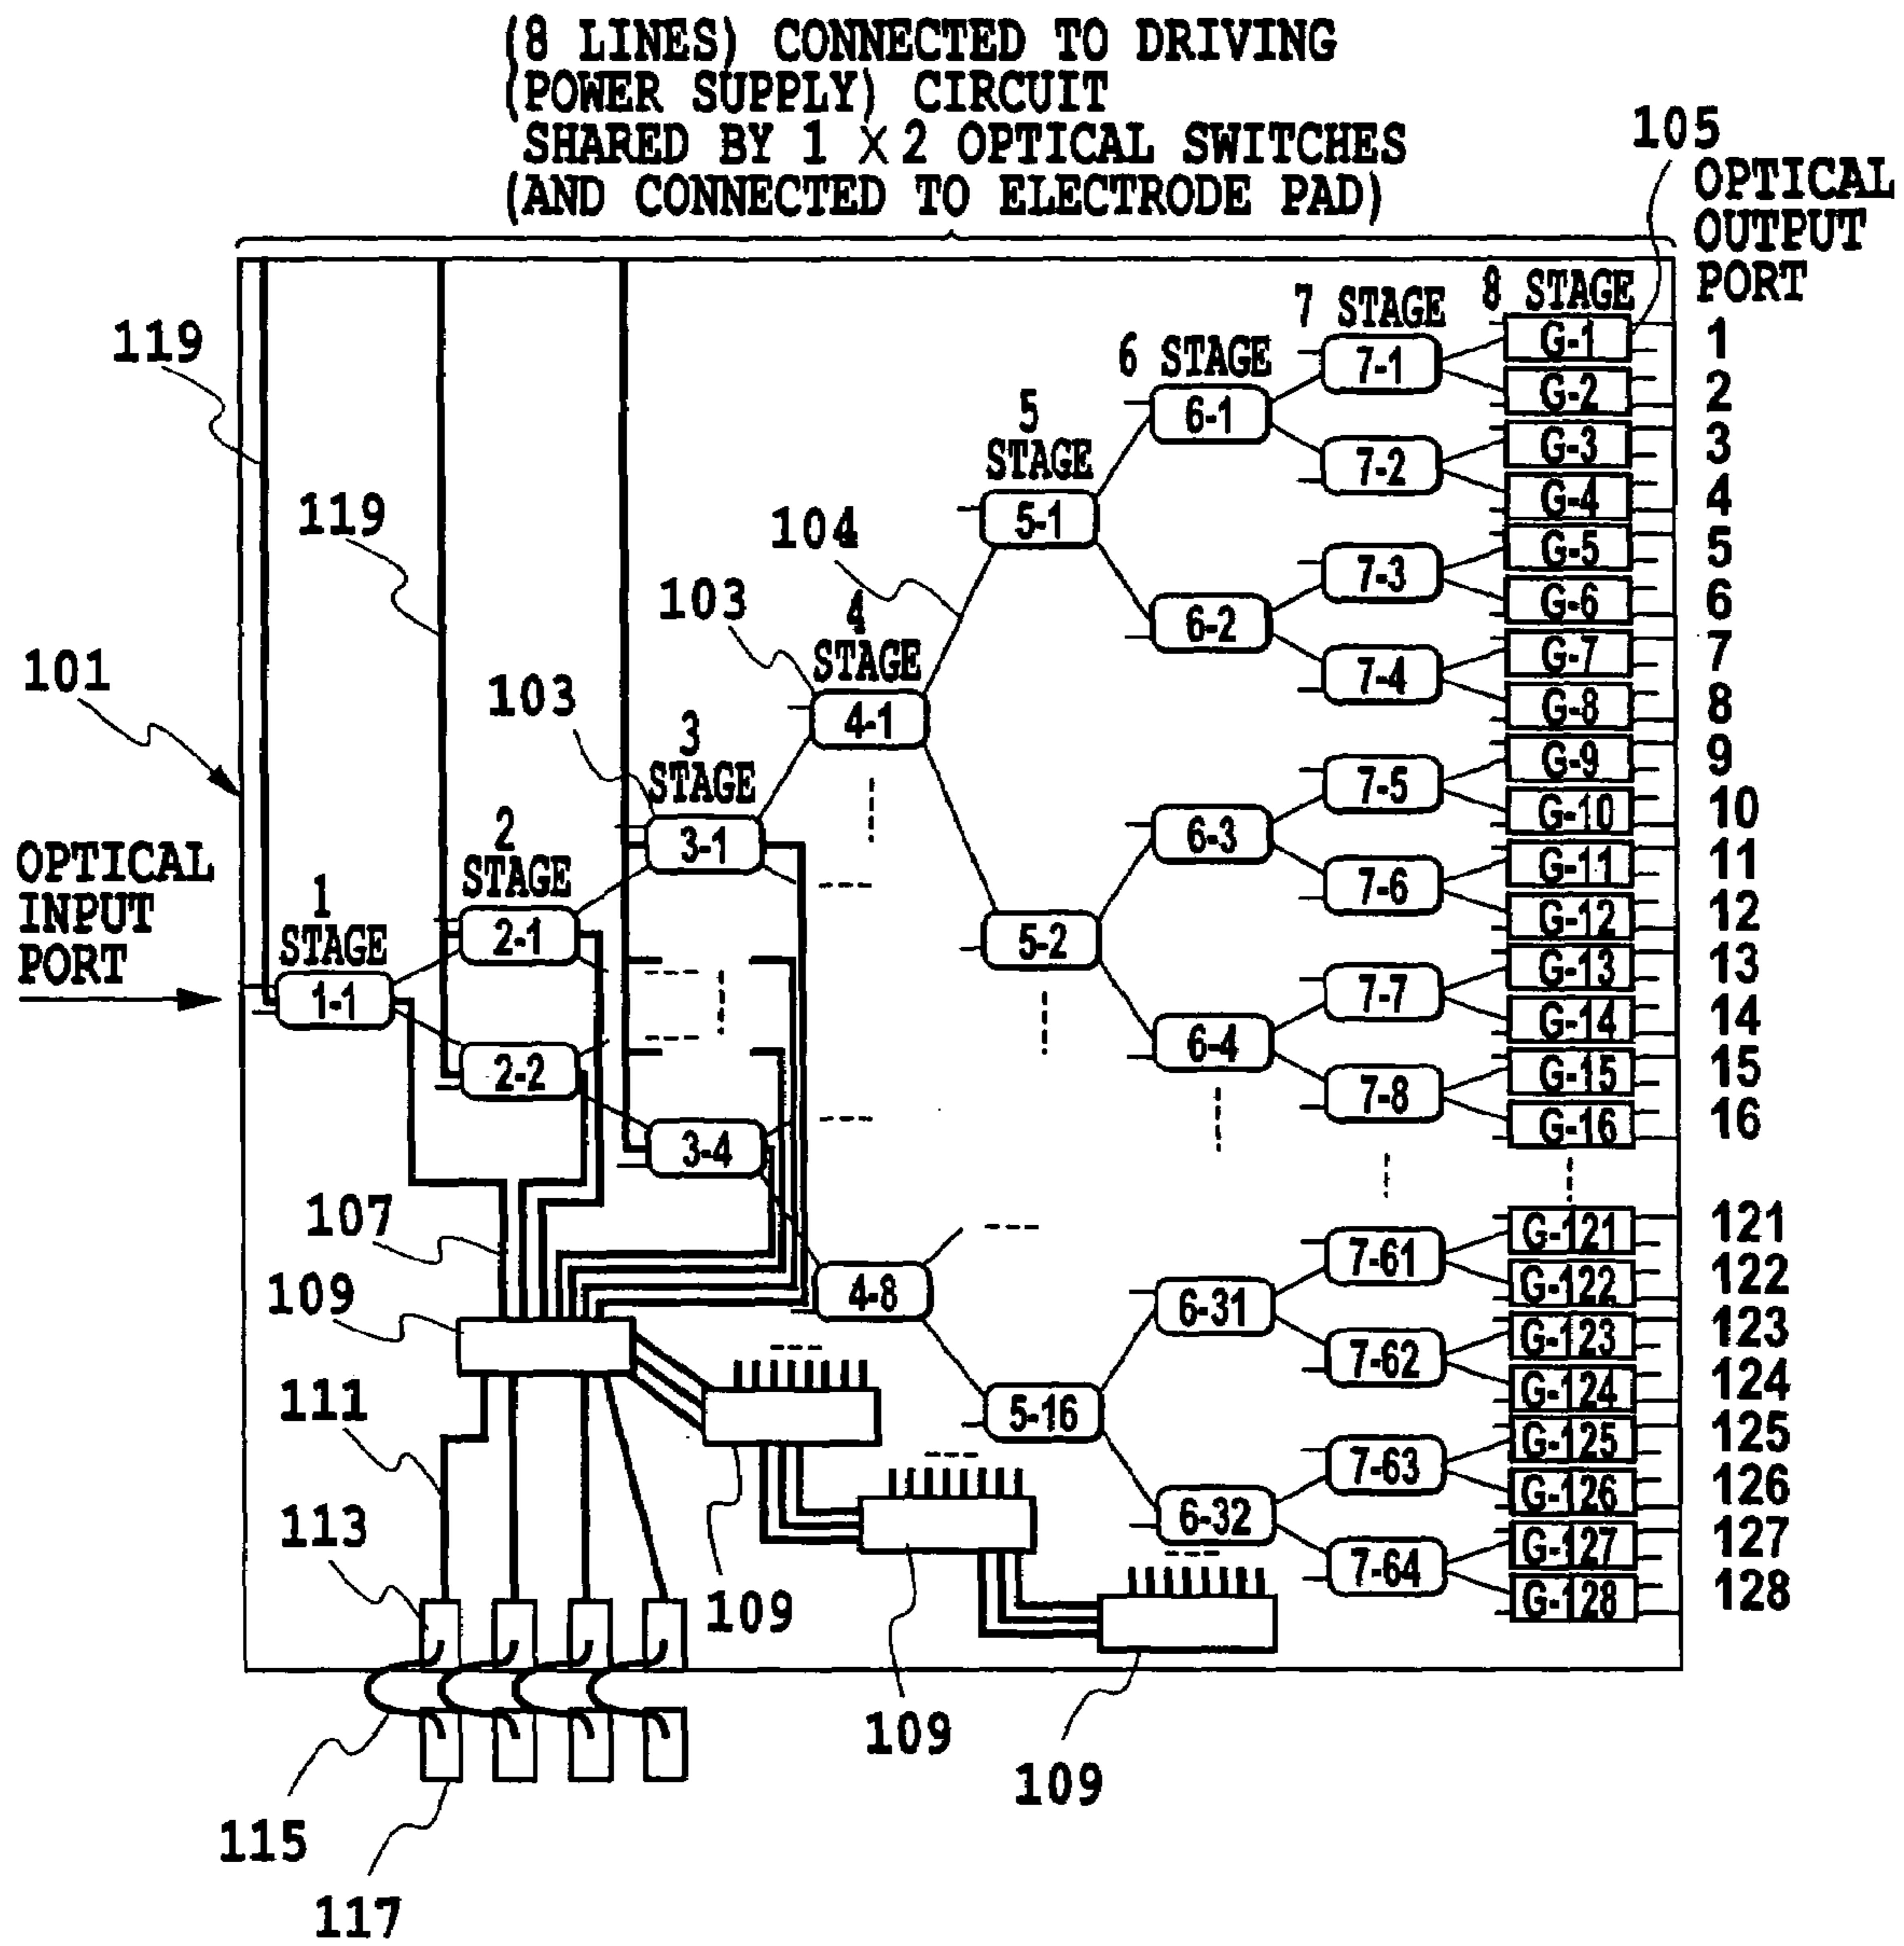 (8 LINES) CONNECTED TO DRIVING
(POWER SUPPLY) CIRCUIT
SHARED BY 1 X 2 OPTICAL SWITCHES
(AND CONNECTED TO ELECTRODE PAD)
105
OPTICAL
OUTPUT
PORT
8 STAGE
7 STAGE
6 STAGE
5
STAGE
4
STAGE
3
STAGE
2
STAGE
1
STAGE
119
119
104
103
103
101
OPTICAL
INPUT
PORT
1-1
2-1
2-2
3-1
3-4
4-1
4-8
5-1
5-2
5-16
6-1
6-2
6-3
6-4
6-31
6-32
7-1
7-2
7-3
7-4
7-5
7-6
7-7
7-8
7-61
7-62
7-63
7-64
G-1 1
G-2 2
G-3 3
G-4 4
G-5 5
G-6 6
G-7 7
G-8 8
G-9 9
G-10 10
G-11 11
G-12 12
G-13 13
G-14 14
G-15 15
G-16 16
G-121 121
G-122 122
G-123 123
G-124 124
G-125 125
G-126 126
G-127 127
G-128 128
107
109
111
113
109
109
109
115
117